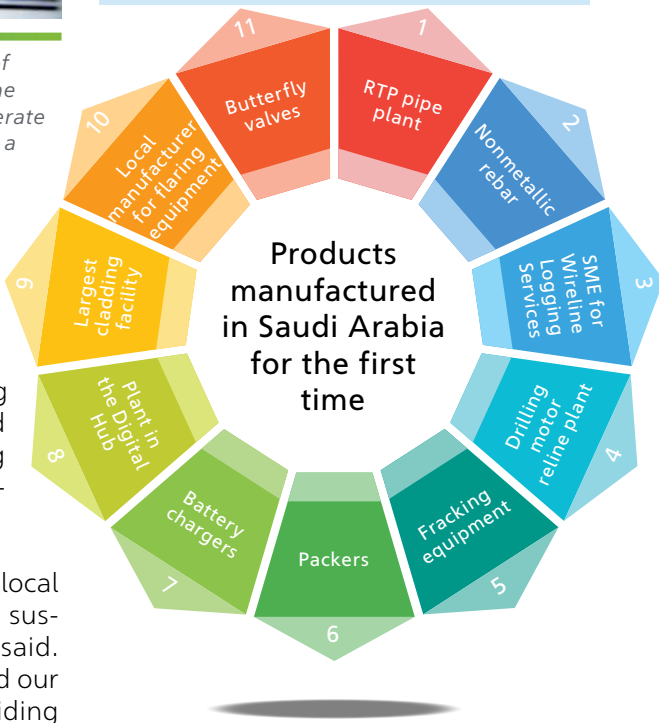 f
ne
erate
a
g
d
g
-
local
sus-
said.
d our
iding
Products
manufactured
in Saudi Arabia
for the first
time
1
RTP pipe
plant
2
Nonmetallic
rebar
3
SME for
Wireline
Logging
Services
4
Drilling
motor
reline plant
5
Fracking
equipment
6
Packers
7
Battery
chargers
8
Plant in
the Digital
Hub
9
Largest
cladding
facility
10
Local
manufacturer
for flaring
equipment
11
Butterfly
valves